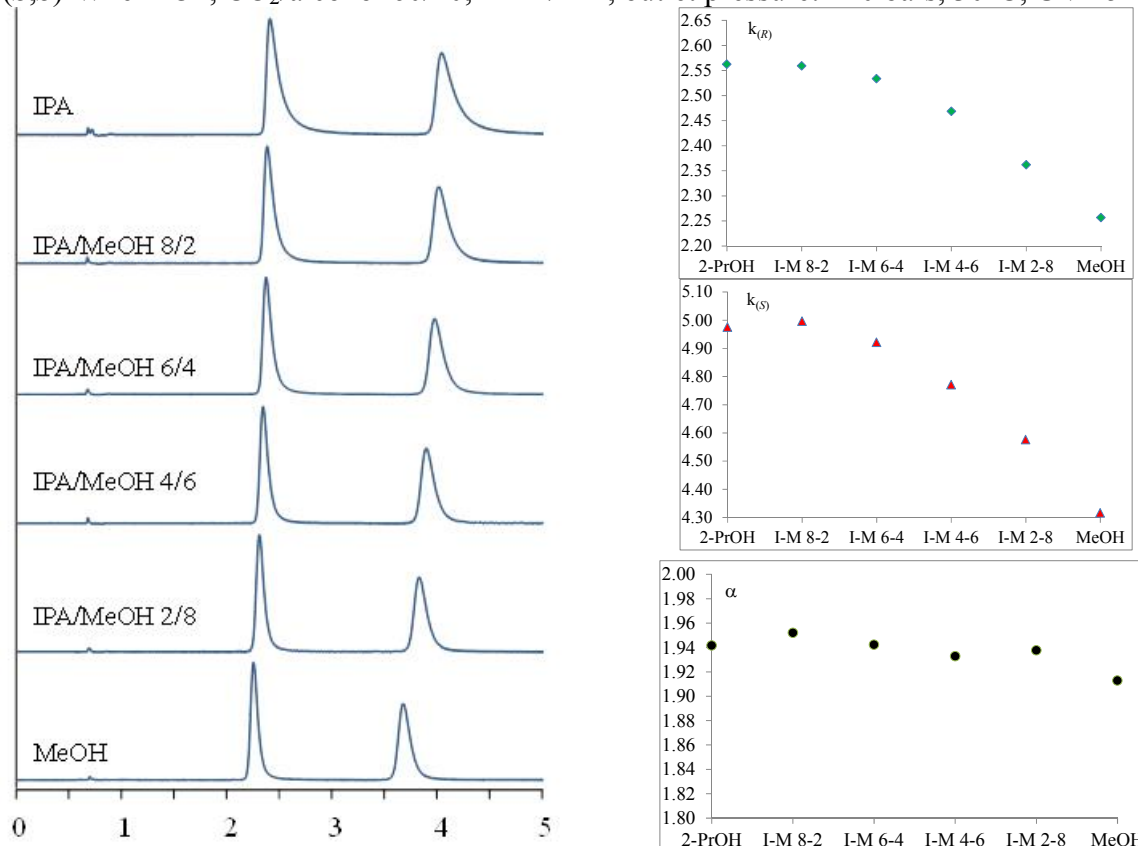 IPA
IPA/MeOH 8/2
IPA/MeOH 6/4
IPA/MeOH 4/6
IPA/MeOH 2/8
MeOH
0 1 2 3 4 5
k(R)
2.65
2.60
2.55
2.50
2.45
2.40
2.35
2.30
2.25
2.20
2-PrOH I-M 8-2 I-M 6-4 I-M 4-6 I-M 2-8 MeOH
k(S)
5.10
5.00
4.90
4.80
4.70
4.60
4.50
4.40
4.30
2-PrOH I-M 8-2 I-M 6-4 I-M 4-6 I-M 2-8 MeOH
α
2.00
1.98
1.96
1.94
1.92
1.90
1.88
1.86
1.84
1.82
1.80
2-PrOH I-M 8-2 I-M 6-4 I-M 4-6 I-M 2-8 MeOH